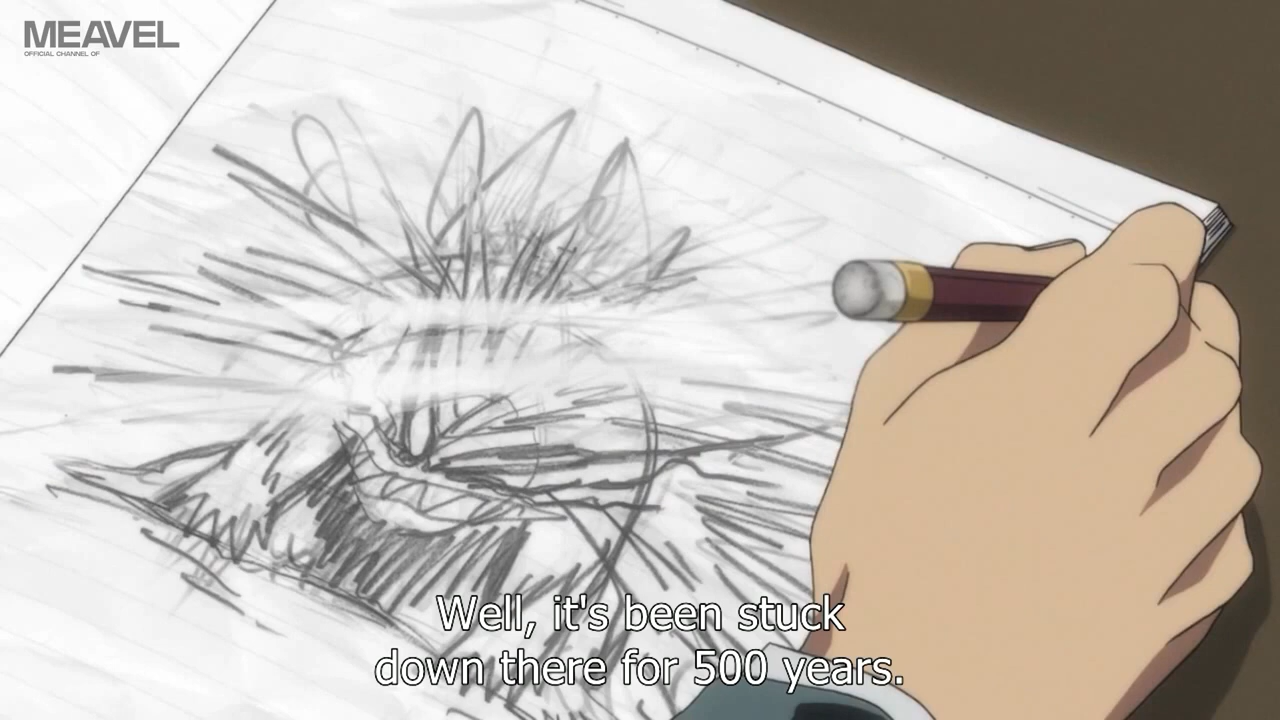 MEAVEL
OFFICIAL CHANNEL OF
Well, it's been stuck
down there for 500 years.